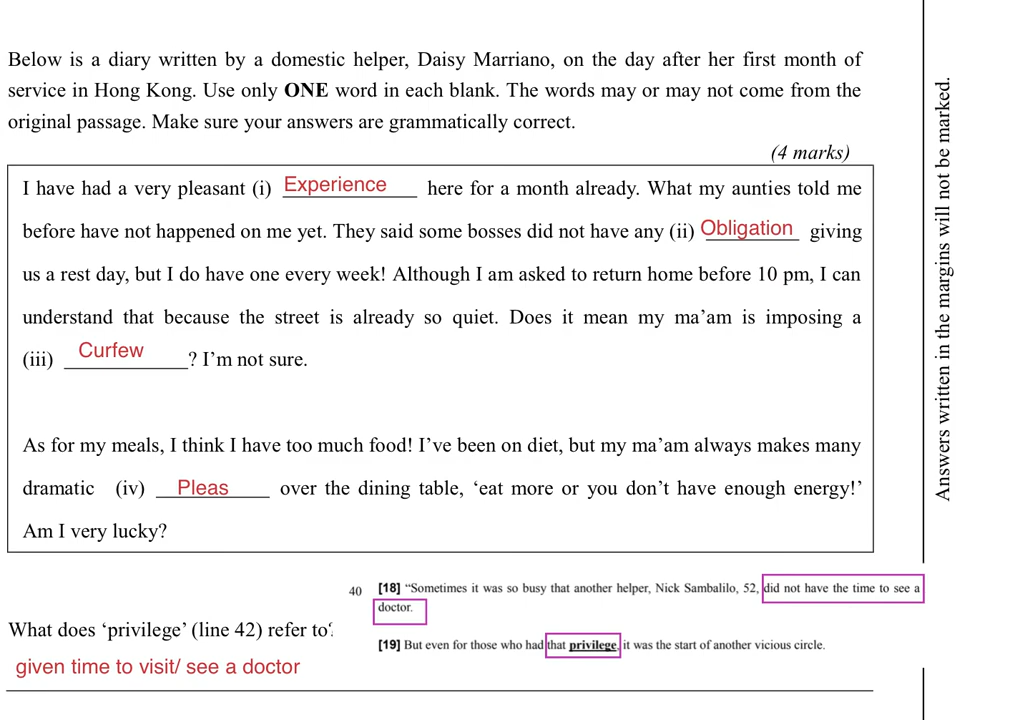 Below is a diary written by a domestic helper, Daisy Marriano, on the day after her first month of
service in Hong Kong. Use only ONE word in each blank. The words may or may not come from the
original passage. Make sure your answers are grammatically correct.
(4 marks)
I have had a very pleasant (i) Experience here for a month already. What my aunties told me
before have not happened on me yet. They said some bosses did not have any (ii) Obligation giving
us a rest day, but I do have one every week! Although I am asked to return home before 10 pm, I can
understand that because the street is already so quiet. Does it mean my ma'am is imposing a
(iii) Curfew ? I'm not sure.
As for my meals, I think I have too much food! I've been on diet, but my ma'am always makes many
dramatic (iv) Pleas over the dining table, 'eat more or you don't have enough energy!'
Am I very lucky?
40 [18] "Sometimes it was so busy that another helper, Nick Sambalilo, 52, did not have the time to see a
doctor.
What does 'privilege' (line 42) refer to?
[19] But even for those who had that privilege, it was the start of another vicious circle.
given time to visit/ see a doctor
Answers written in the margins will not be marked.